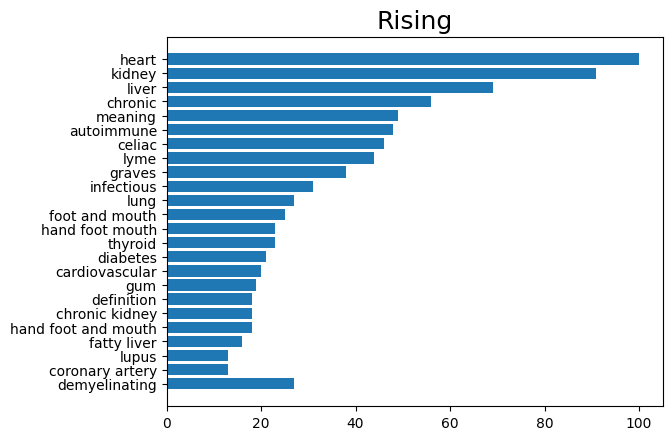 Rising
heart
kidney
liver
chronic
meaning
autoimmune
celiac
lyme
graves
infectious
lung
foot and mouth
hand foot mouth
thyroid
diabetes
cardiovascular
gum
definition
chronic kidney
hand foot and mouth
fatty liver
lupus
coronary artery
demyelinating
0 20 40 60 80 100